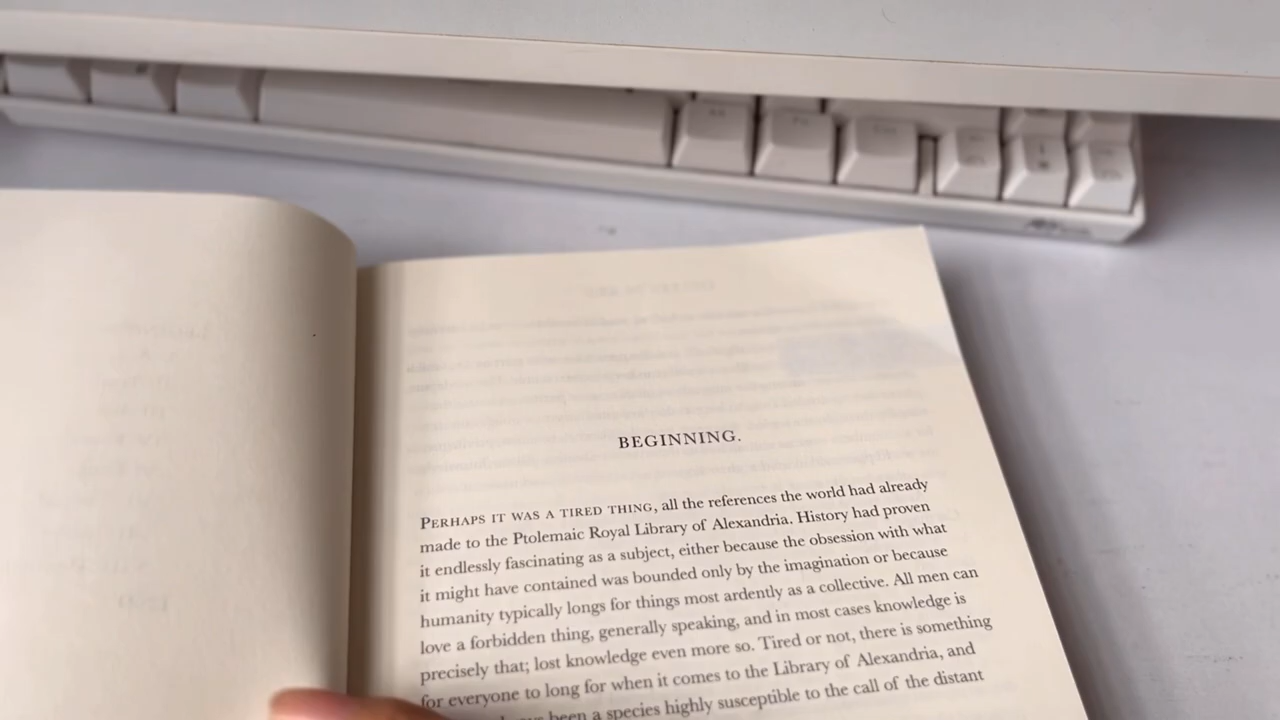 BEGINNING.
PERHAPS IT WAS A TIRED THING, all the references the world had already
made to the Ptolemaic Royal Library of Alexandria. History had proven
it endlessly fascinating as a subject, either because the obsession with what
it might have contained was bounded only by the imagination or because
humanity typically longs for things most ardently as a collective. All men can
love a forbidden thing, generally speaking, and in most cases knowledge is
precisely that; lost knowledge even more so. Tired or not, there is something
for everyone to long for when it comes to the Library of Alexandria, and
been a species highly susceptible to the call of the distant